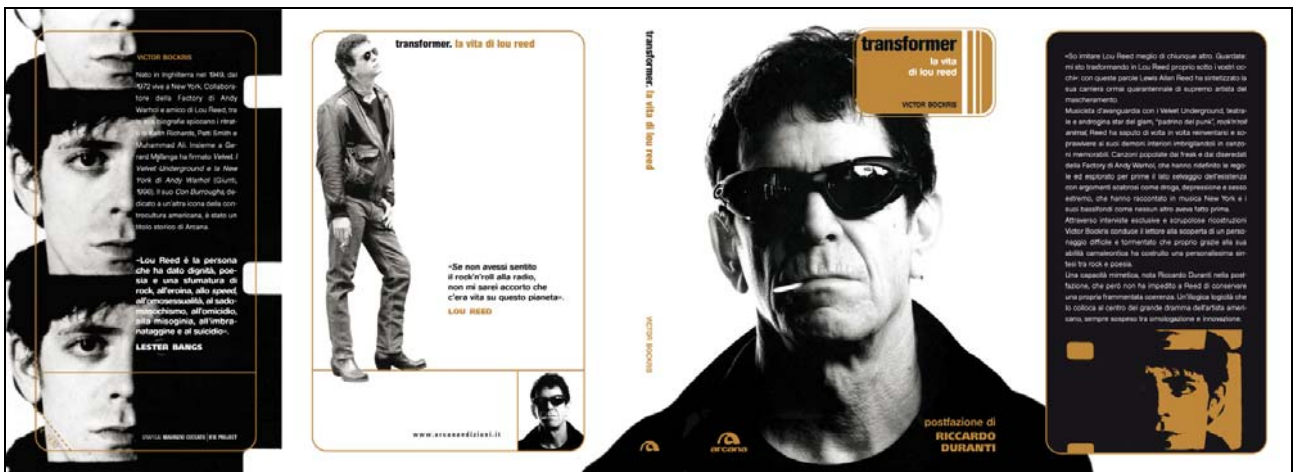 VICTOR BOCKRIS
Nato in Inghilterra nel 1949, dal
1972 vive a New York. Collabora-
tore della Factory di Andy
Warhol e amico di Lou Reed, tra
le sue biografie spiccano i ritrat-
ti di Keith Richards, Patti Smith e
Muhammad Ali. Insieme a Ge-
rard Malanga ha firmato Velvet. I
Velvet Underground e la New
York di Andy Warhol (Giunti,
1996). Il suo Con Burroughs, de-
dicato a un'altra icona della con-
trocultura americana, è stato un
titolo storico di Arcana.
«Lou Reed è la persona
che ha dato dignità, poe-
sia e una sfumatura di
rock, all'eroina, allo speed,
all'omosessualità, al sado-
masochismo, all'omicidio,
alla misoginia, all'imbra-
nataggine e al suicidio».
LESTER BANGS
GRAFICA: MAURIZIO CECCATO | IFIX PROJECT
transformer. la vita di lou reed
«Se non avessi sentito
il rock'n'roll alla radio,
non mi sarei accorto che
c'era vita su questo pianeta».
LOU REED
www.arcanaedizioni.it
transformer. la vita di lou reed
VICTOR BOCKRIS
transformer
la vita
di lou reed
VICTOR BOCKRIS
arcana
postfazione di
RICCARDO
DURANTI
«So imitare Lou Reed meglio di chiunque altro. Guardate:
mi sto trasformando in Lou Reed proprio sotto i vostri oc-
chi»: con queste parole Lewis Allan Reed ha sintetizzato la
sua carriera ormai quarantennale di supremo artista del
mascheramento.
Musicista d'avanguardia con i Velvet Underground, teatra-
le e androgina star del glam, "padrino del punk", rock'n'roll
animal, Reed ha saputo di volta in volta reinventarsi e so-
pravvivere ai suoi demoni interiori imbrigliandoli in canzo-
ni memorabili. Canzoni popolate dai freak e dai diseredati
della Factory di Andy Warhol, che hanno ridefinito le rego-
le ed esplorato per prime il lato selvaggio dell'esistenza
con argomenti scabrosi come droga, depressione e sesso
estremo, che hanno raccontato in musica New York e i
suoi bassifondi come nessun altro aveva fatto prima.
Attraverso interviste esclusive e scrupolose ricostruzioni
Victor Bockris conduce il lettore alla scoperta di un perso-
naggio difficile e tormentato che proprio grazie alla sua
abilità camaleontica ha costruito una personalissima sin-
tesi tra rock e poesia.
Una capacità mimetica, nota Riccardo Duranti nella post-
fazione, che però non ha impedito a Reed di conservare
una propria frammentata coerenza. Un'illogica logicità che
lo colloca al centro del grande dramma dell'artista ameri-
cano, sempre sospeso tra omologazione e innovazione.